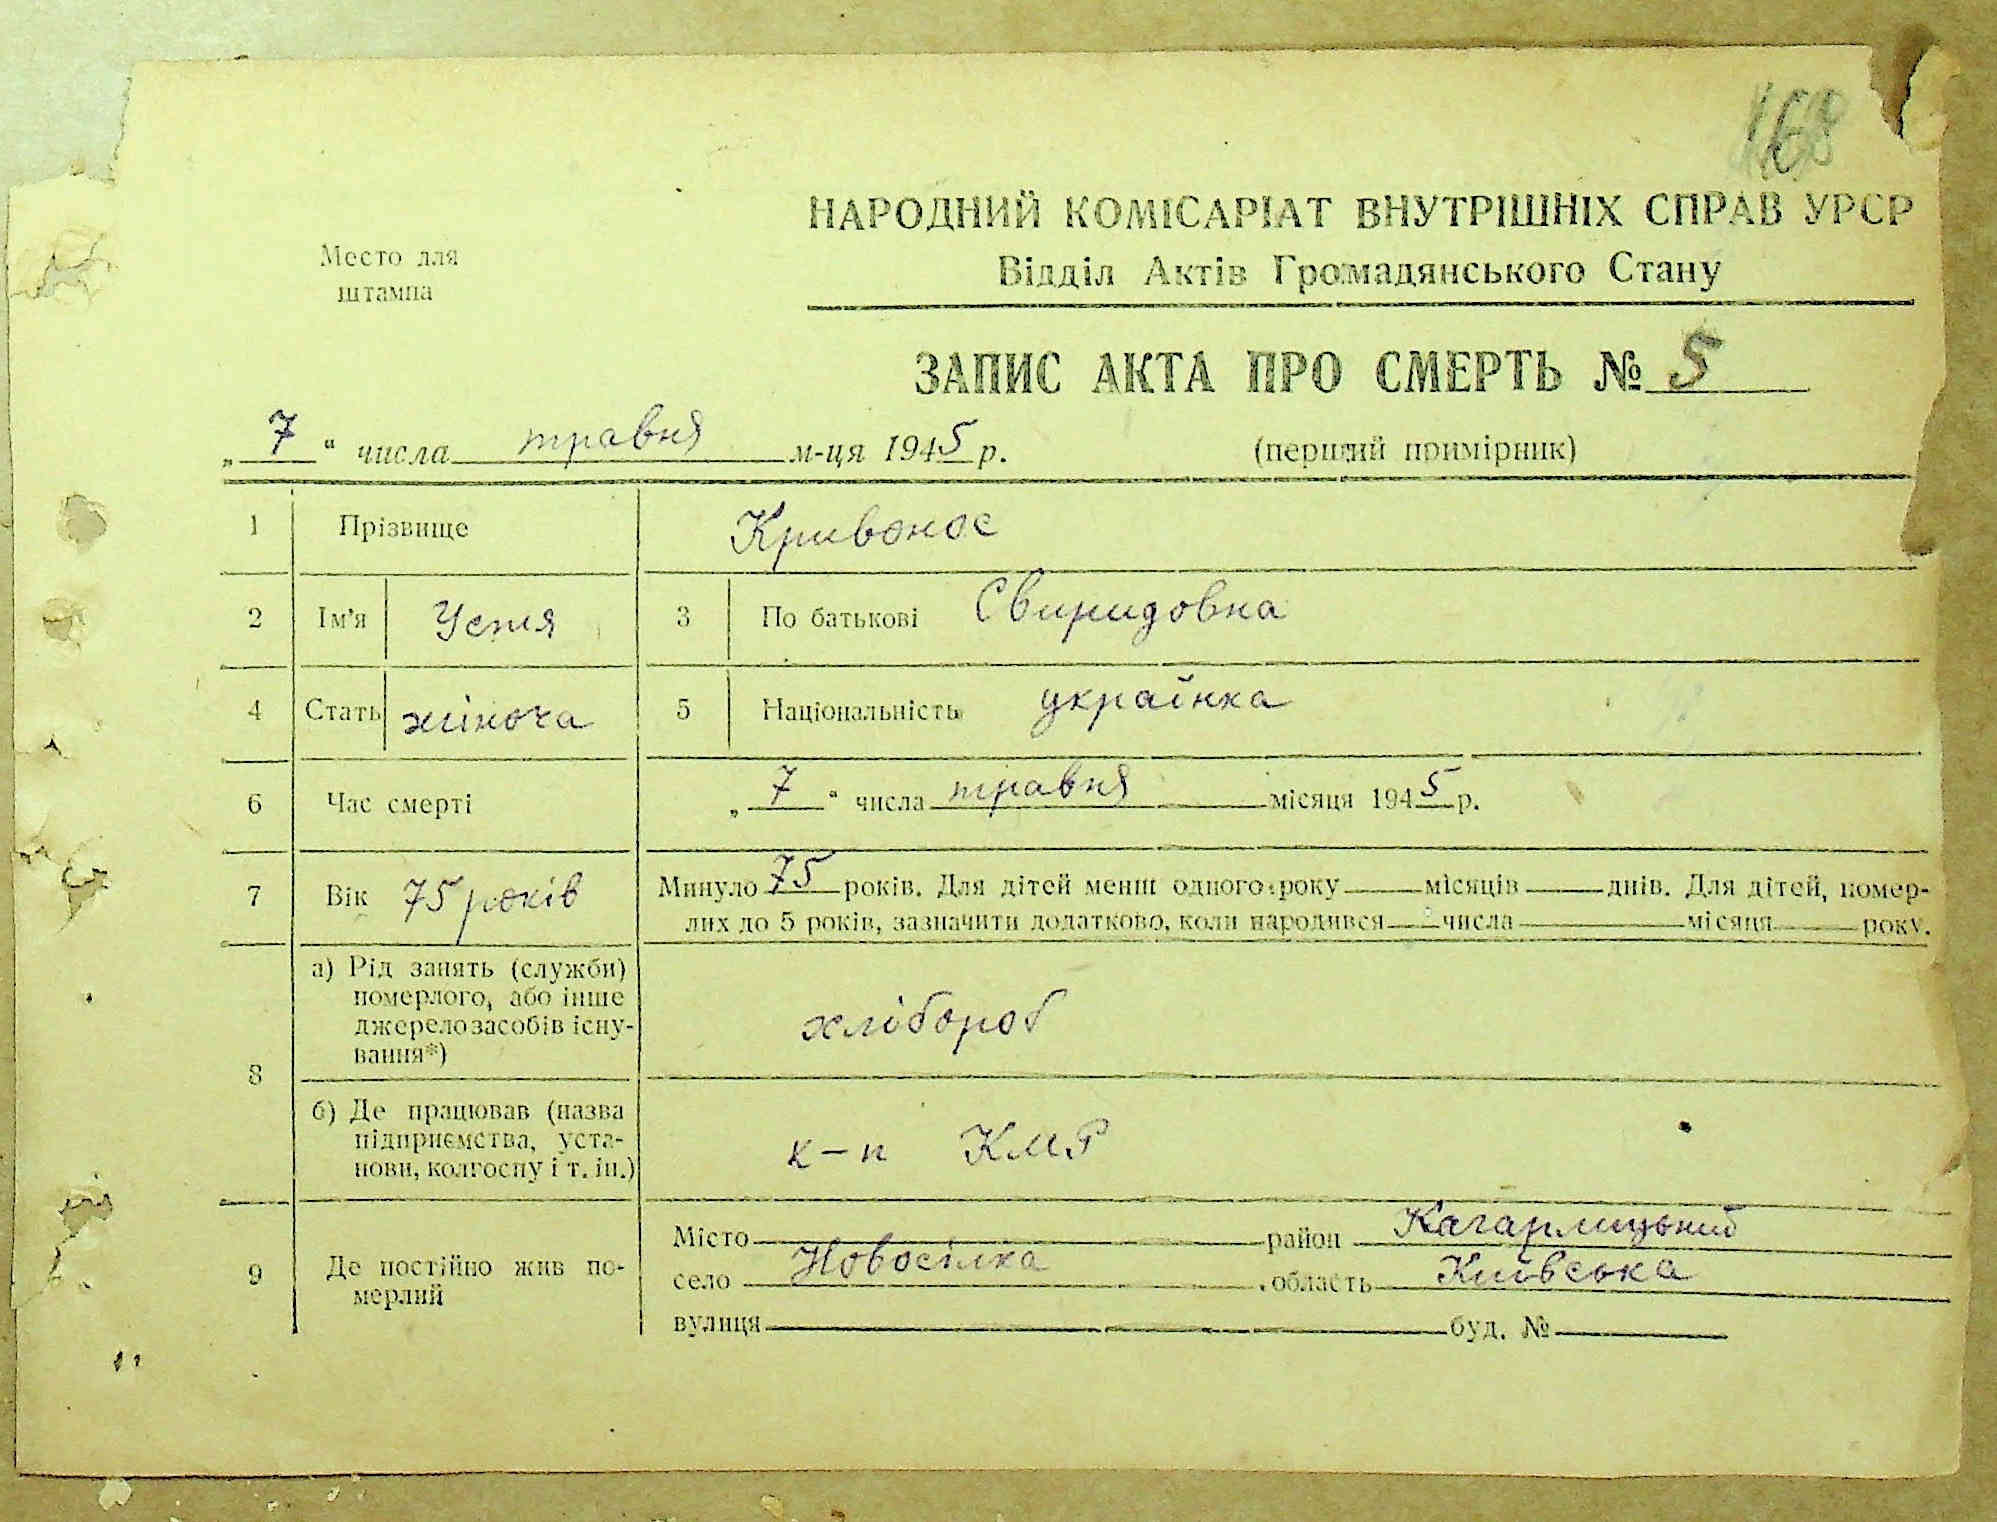 168
Место для
штампа
НАРОДНИЙ КОМІСАРІАТ ВНУТРІШНІХ СПРАВ УРСР
Відділ Актів Громадянського Стану
ЗАПИС АКТА ПРО СМЕРТЬ № 5
„ 7 “ числа травня м-ця 1945 р.
(перший примірник)
1 Прізвище Кривонос
2 Ім'я Устя 3 По батькові Свиридовна
4 Стать жіноча 5 Національність українка
6 Час смерті „ 7 “ числа травня місяця 1945 р.
7 Вік 75 років Минуло 75 років. Для дітей менш одного року місяців днів. Для дітей, помер-
лих до 5 років, зазначити додатково, коли народився числа місяця року.
8 а) Рід занять (служби)
померлого, або інше
джерело засобів існу-
вання*)
хлібороб
б) Де працював (назва
підприємства, уста-
нови, колгоспу і т. ін.)
к-п КМР
9 Де постійно жив по-
мерлий
Місто район Кагарлицький
село Новосілка область Київська
вулиця буд. №